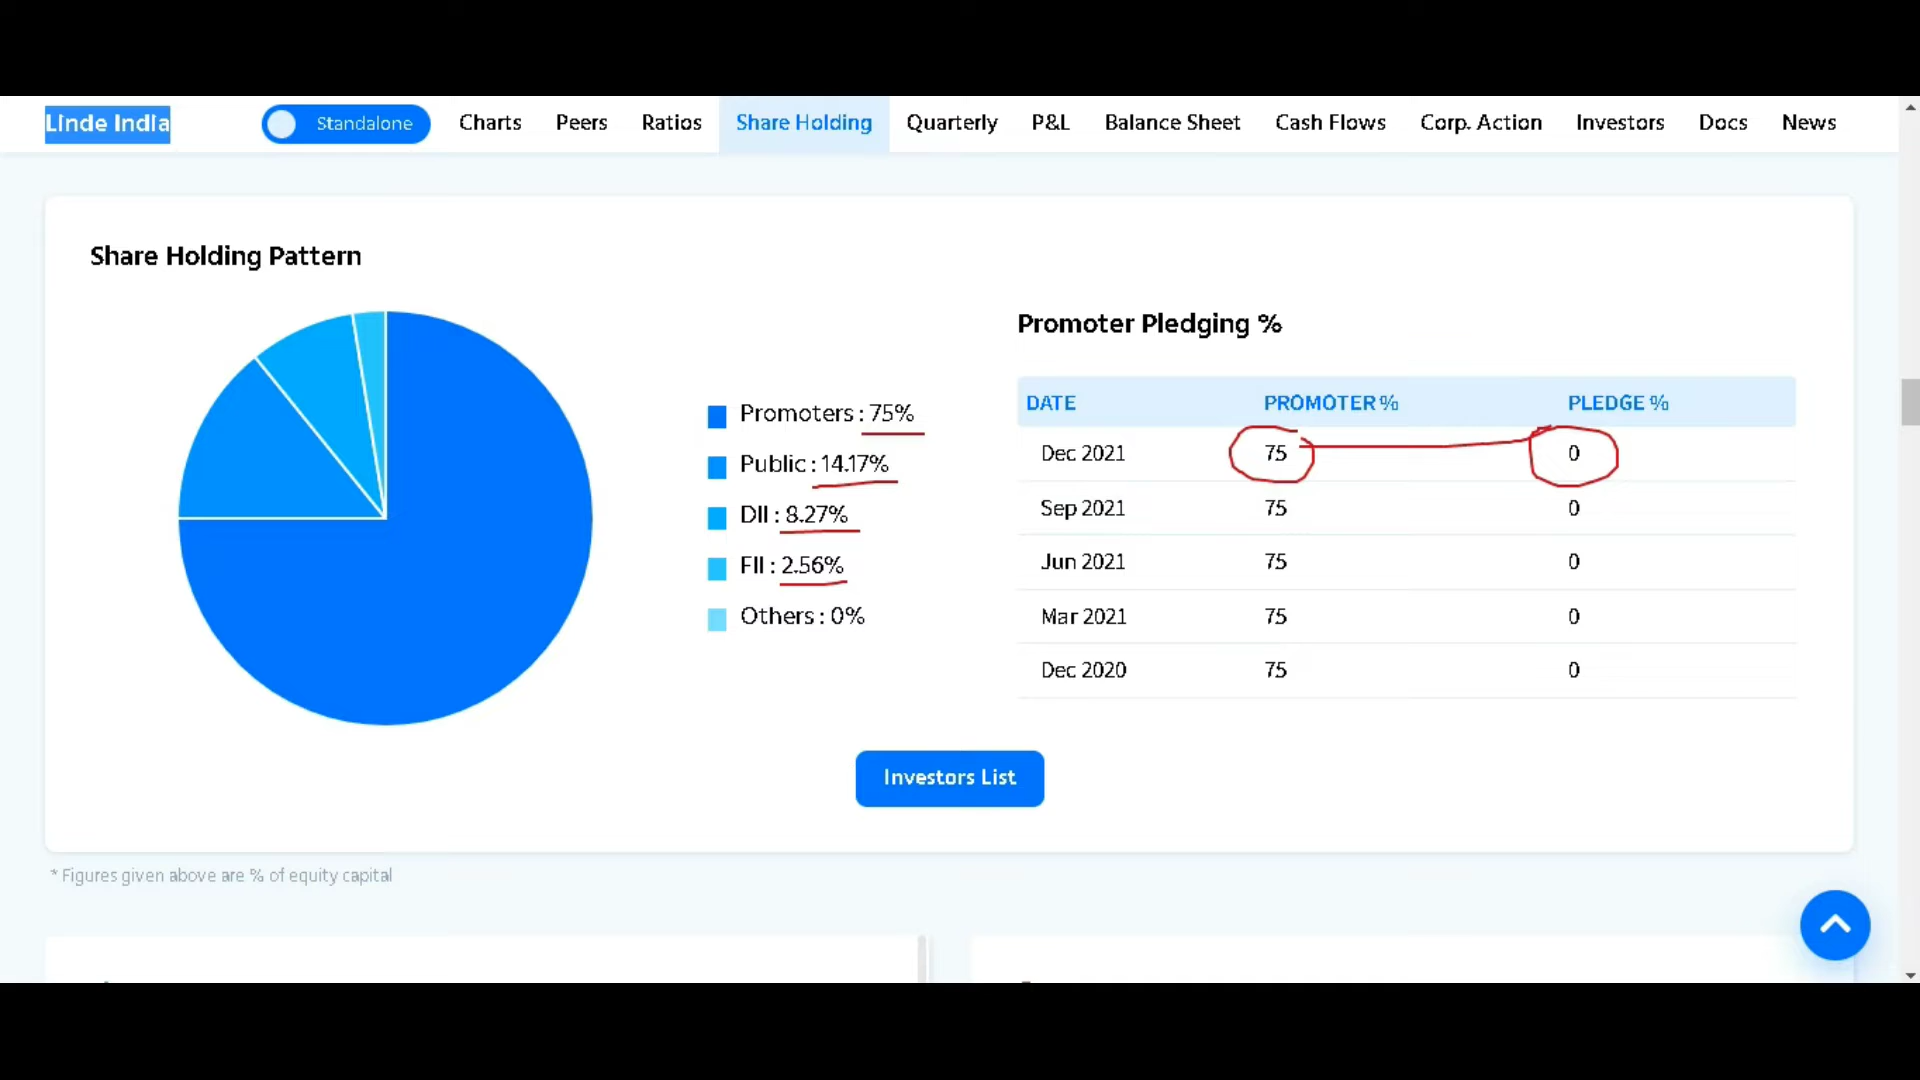 Linde India Standalone Charts Peers Ratios Share Holding Quarterly P&L Balance Sheet Cash Flows Corp. Action Investors Docs News
Share Holding Pattern
Promoters : 75%
Public : 14.17%
DII : 8.27%
FII : 2.56%
Others : 0%
Promoter Pledging %
DATE PROMOTER % PLEDGE %
Dec 2021 75 0
Sep 2021 75 0
Jun 2021 75 0
Mar 2021 75 0
Dec 2020 75 0
Investors List
* Figures given above are % of equity capital